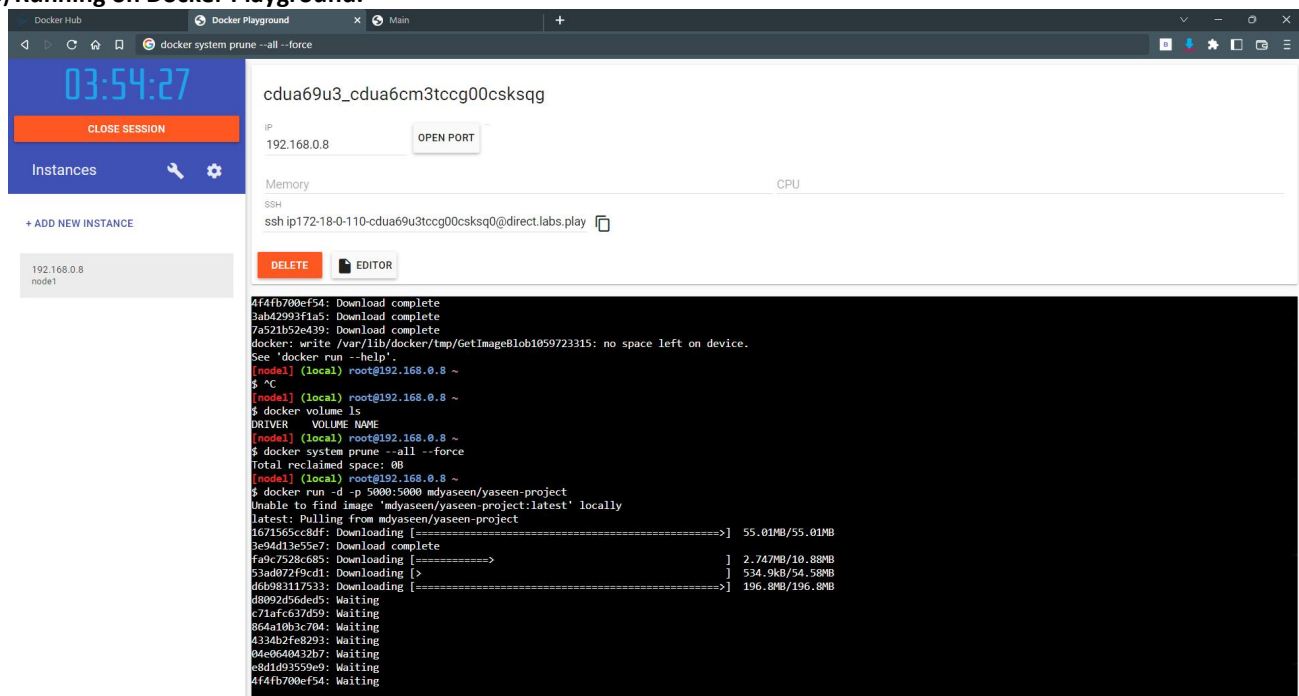 Running on Docker Playground:
Docker Hub
Docker Playground
Main
docker system prune --all --force
03:54:27
CLOSE SESSION
Instances
+ ADD NEW INSTANCE
192.168.0.8
node1
cdua69u3_cdua6cm3tccg00csksqg
IP
192.168.0.8
OPEN PORT
Memory
CPU
SSH
ssh ip172-18-0-110-cdua69u3tccg00csksq0@direct.labs.play
DELETE
EDITOR
4f4fb700ef54: Download complete
3ab42993f1a5: Download complete
7a521b52e439: Download complete
docker: write /var/lib/docker/tmp/GetImageBlob1059723315: no space left on device.
See 'docker run --help'.
[node1] (local) root@192.168.0.8 ~
$ ^C
[node1] (local) root@192.168.0.8 ~
$ docker volume ls
DRIVER    VOLUME NAME
[node1] (local) root@192.168.0.8 ~
$ docker system prune --all --force
Total reclaimed space: 0B
[node1] (local) root@192.168.0.8 ~
$ docker run -d -p 5000:5000 mdyaseen/yaseen-project
Unable to find image 'mdyaseen/yaseen-project:latest' locally
latest: Pulling from mdyaseen/yaseen-project
1671565cc8df: Downloading [==================================================>]  55.01MB/55.01MB
3e94d13e55e7: Download complete
fa9c7528c685: Downloading [============>                                      ]  2.747MB/10.88MB
53ad072f9cd1: Downloading [>                                                  ]  534.9kB/54.58MB
d6b983117533: Downloading [==================================================>]  196.8MB/196.8MB
d8092d56ded5: Waiting
c71afc637d59: Waiting
864a10b3c704: Waiting
4334b2fe8293: Waiting
04e0640432b7: Waiting
e8d1d93559e9: Waiting
4f4fb700ef54: Waiting